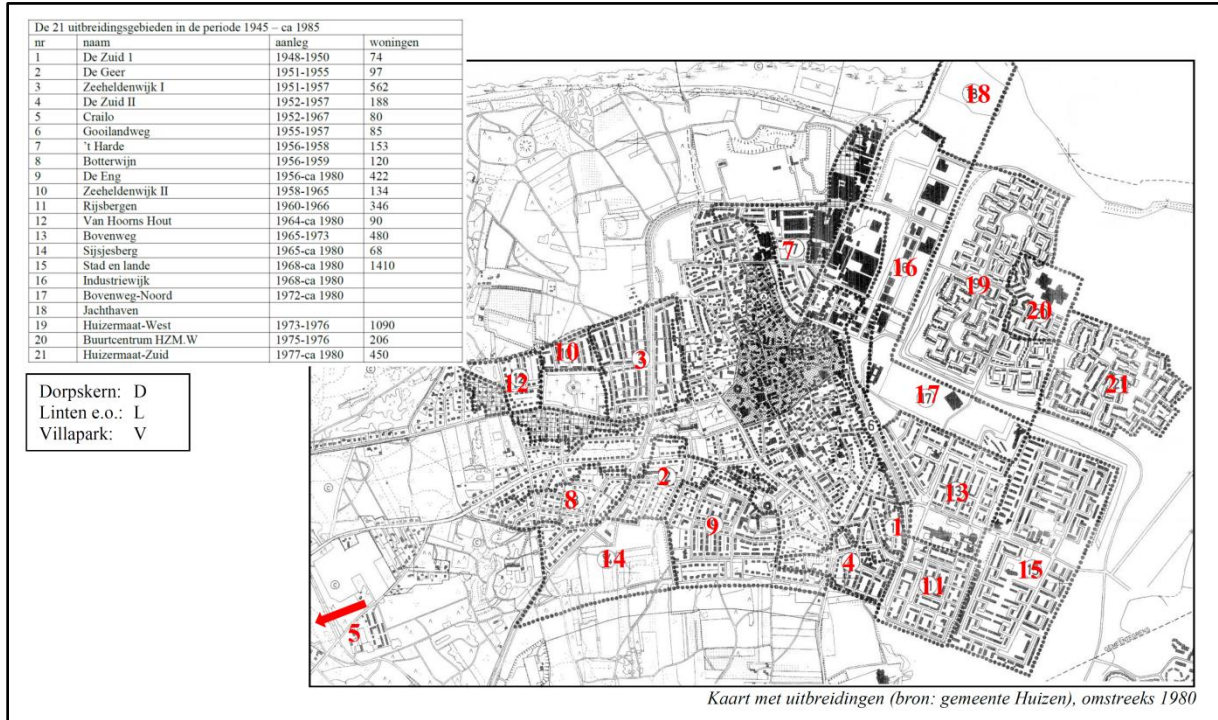 De 21 uitbreidingsgebieden in de periode 1945 – ca 1985
nr naam aanleg woningen
1 De Zuid 1 1948-1950 74
2 De Geer 1951-1955 97
3 Zeeheldenwijk I 1951-1957 562
4 De Zuid II 1952-1957 188
5 Crailo 1952-1967 80
6 Gooilandweg 1955-1957 85
7 't Harde 1956-1958 153
8 Botterwijn 1956-1959 120
9 De Eng 1956-ca 1980 422
10 Zeeheldenwijk II 1958-1965 134
11 Rijsbergen 1960-1966 346
12 Van Hoorns Hout 1964-ca 1980 90
13 Bovenweg 1965-1973 480
14 Sijsjesberg 1965-ca 1980 68
15 Stad en lande 1968-ca 1980 1410
16 Industriewijk 1968-ca 1980
17 Bovenweg-Noord 1972-ca 1980
18 Jachthaven
19 Huizermaat-West 1973-1976 1090
20 Buurtcentrum HZM.W 1975-1976 206
21 Huizermaat-Zuid 1977-ca 1980 450
Dorpskern: D
Linten e.o.: L
Villapark: V
18
7
16
19
20
10
3
12
17
21
6
2
8
13
9
1
14
4
15
11
5
Kaart met uitbreidingen (bron: gemeente Huizen), omstreeks 1980